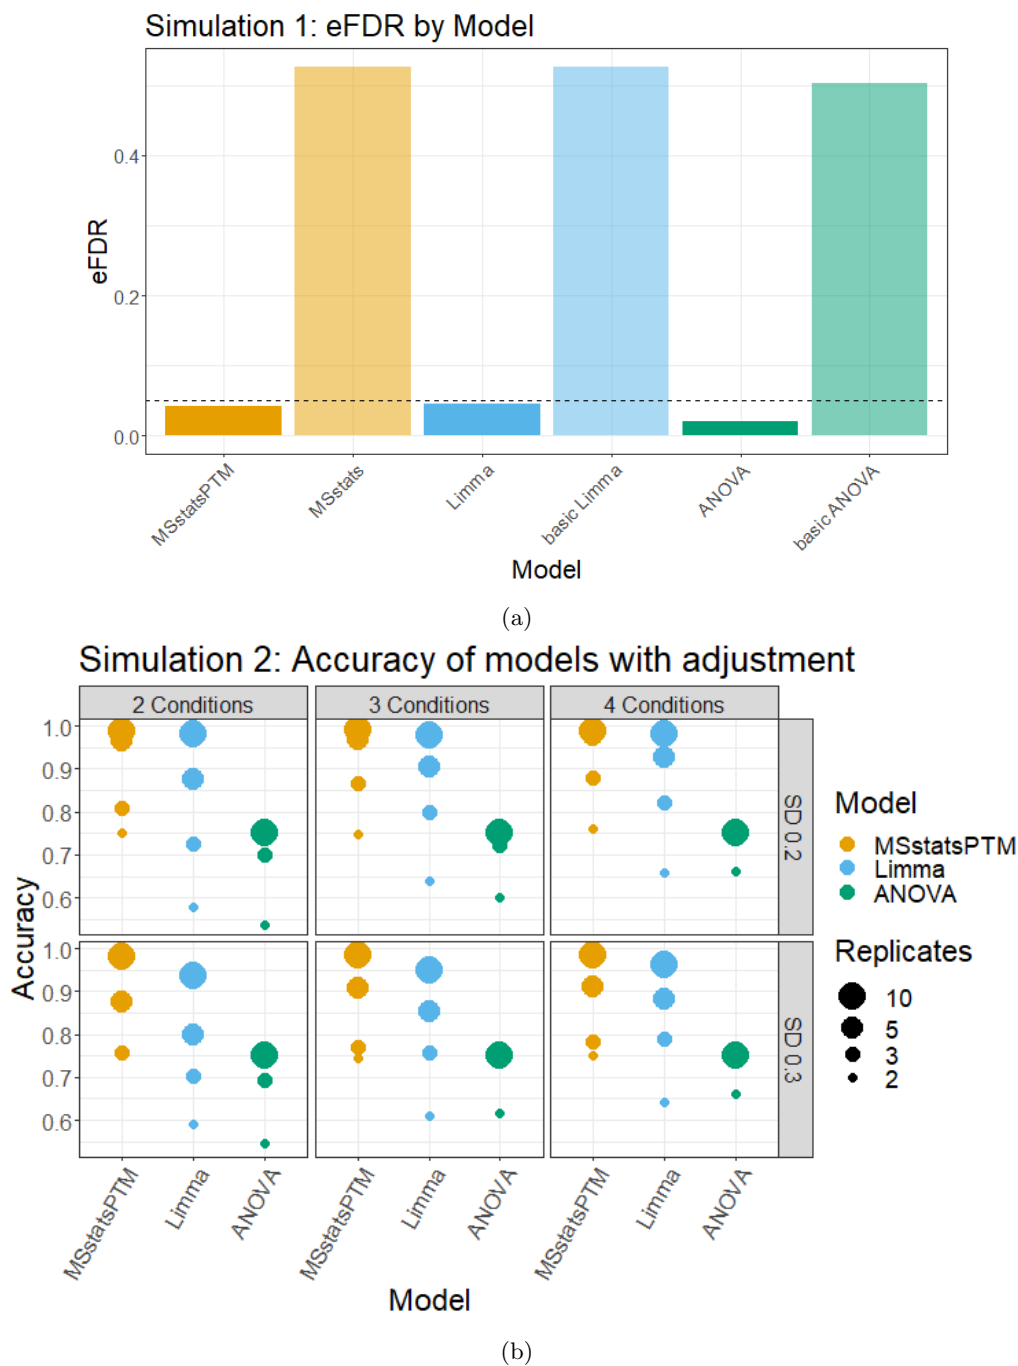 Simulation 1: eFDR by Model
eFDR
0.4
0.2
0.0
MSstatsPTM
MSstats
Limma
basic Limma
ANOVA
basic ANOVA
Model
(a)
Simulation 2: Accuracy of models with adjustment
2 Conditions
3 Conditions
4 Conditions
Accuracy
1.0
0.9
0.8
0.7
0.6
SD 0.2
1.0
0.9
0.8
0.7
0.6
SD 0.3
MSstatsPTM
Limma
ANOVA
MSstatsPTM
Limma
ANOVA
MSstatsPTM
Limma
ANOVA
Model
Model
MSstatsPTM
Limma
ANOVA
Replicates
10
5
3
2
(b)